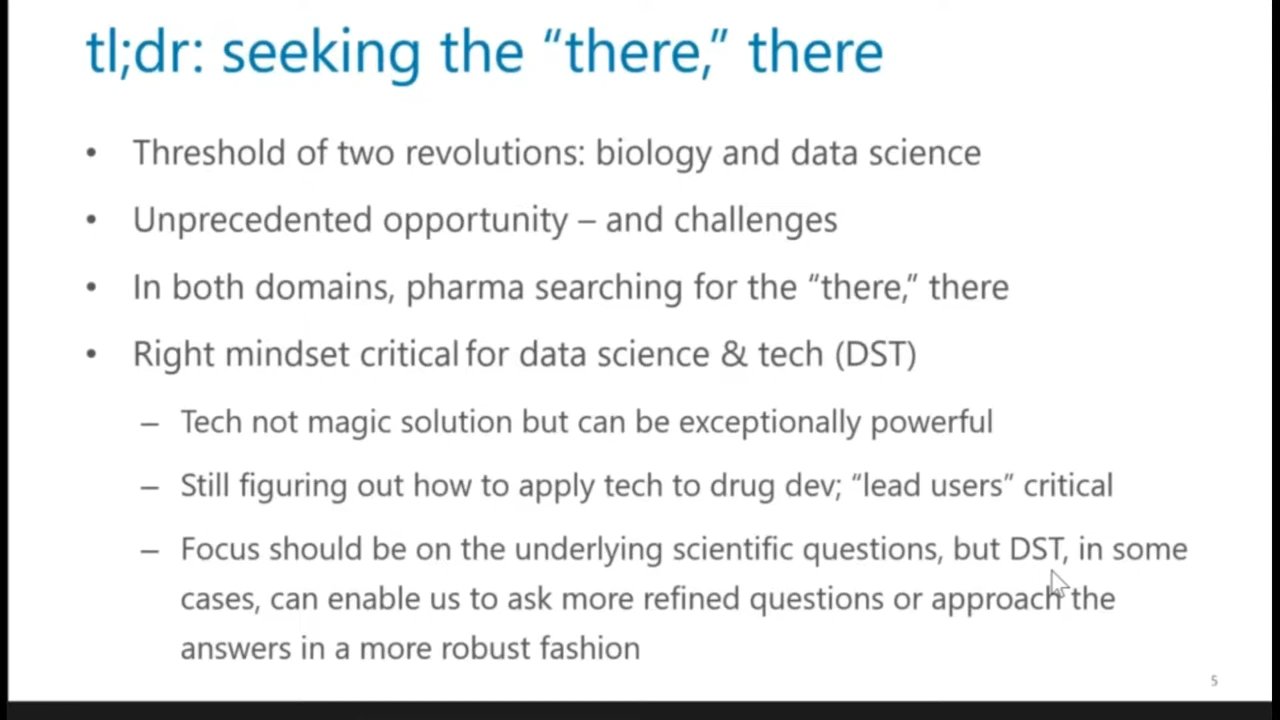 tl;dr: seeking the “there,” there
• Threshold of two revolutions: biology and data science
• Unprecedented opportunity – and challenges
• In both domains, pharma searching for the “there,” there
• Right mindset critical for data science & tech (DST)
– Tech not magic solution but can be exceptionally powerful
– Still figuring out how to apply tech to drug dev; “lead users” critical
– Focus should be on the underlying scientific questions, but DST, in some
cases, can enable us to ask more refined questions or approach the
answers in a more robust fashion
5